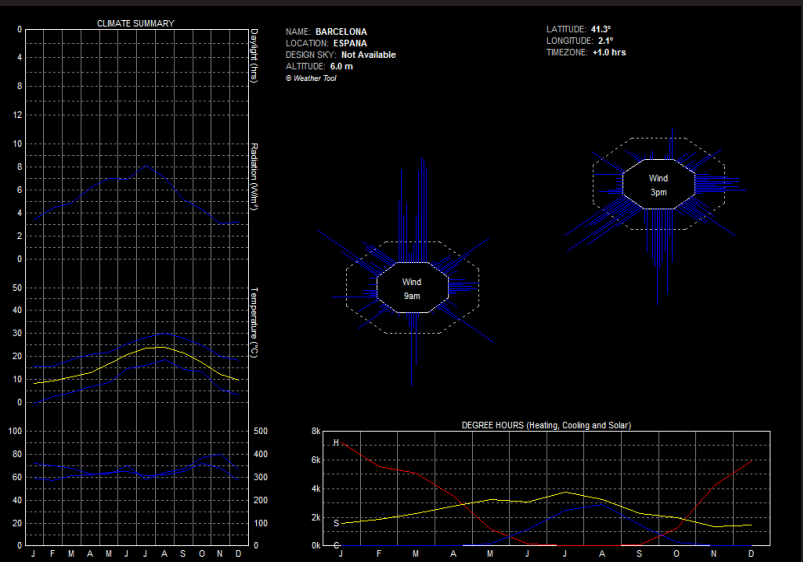 CLIMATE SUMMARY
NAME: BARCELONA
LOCATION: ESPANA
DESIGN SKY: Not Available
ALTITUDE: 6.0 m
© Weather Tool
LATITUDE: 41.3°
LONGITUDE: 2.1°
TIMEZONE: +1.0 hrs
0
4
8
12
Daylight (hrs)
10
8
6
4
2
0
Radiation (W/m²)
50
40
30
20
10
0
Temperature (°C)
100
80
60
40
20
0
500
400
300
200
100
0
J F M A M J J A S O N D
Wind
9am
Wind
3pm
DEGREE HOURS (Heating, Cooling and Solar)
8k
6k
4k
2k
0k
H
S
C
J F M A M J J A S O N D